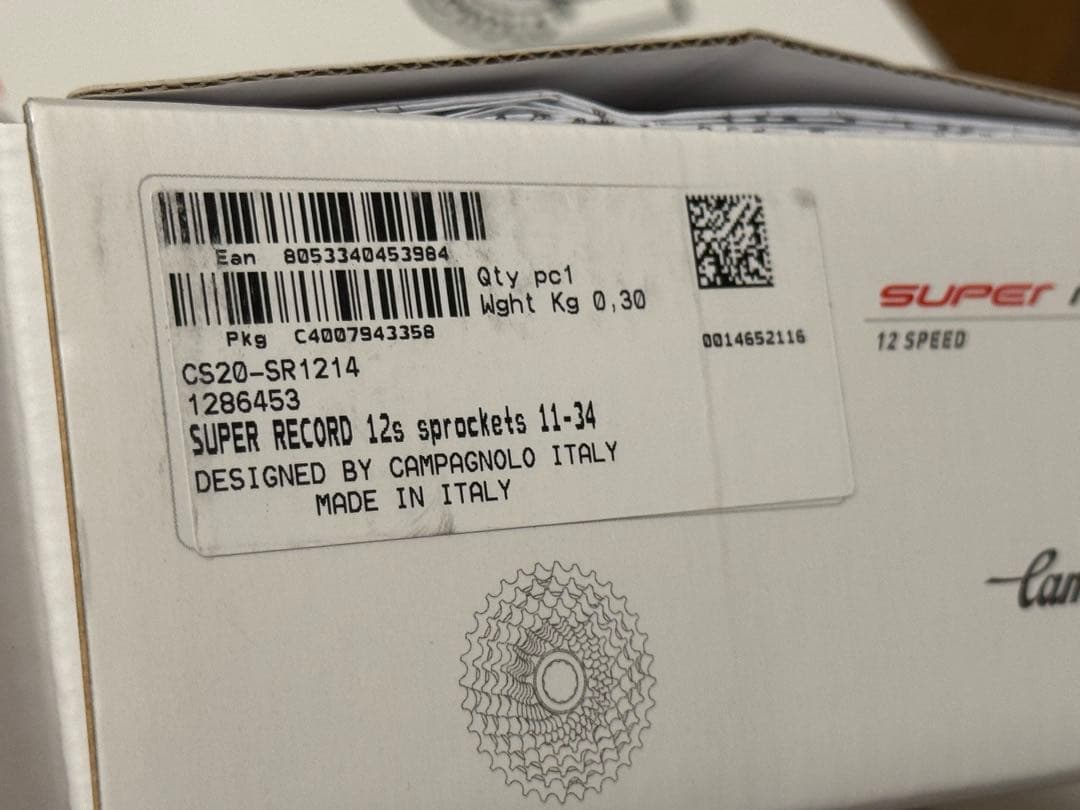 Ean 8053340453984
Qty pc1
Wght Kg 0,30
Pkg C4007943358
0014652116
CS20-SR1214
1286453
SUPER RECORD 12s sprockets 11-34
DESIGNED BY CAMPAGNOLO ITALY
MADE IN ITALY
SUPER
12 SPEED
Cam